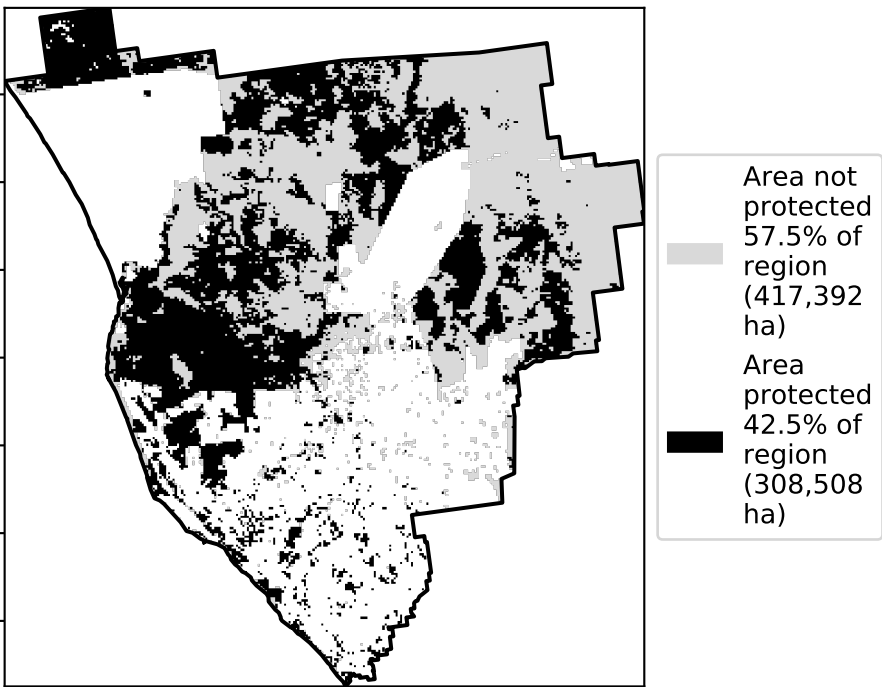 Area not
protected
57.5% of
region
(417,392
ha)
Area
protected
42.5% of
region
(308,508
ha)